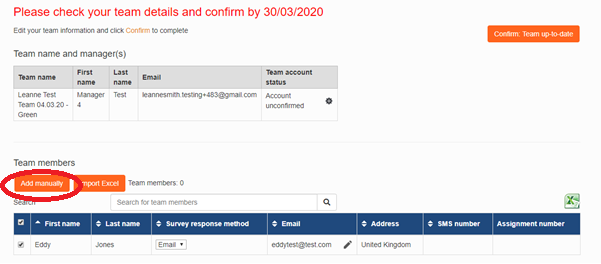 Please check your team details and confirm by 30/03/2020
Edit your team information and click Confirm to complete
Confirm: Team up-to-date
Team name and manager(s)
Team name First name Last name Email Team account status
Leanne Test Team 04.03.20 - Green Manager 4 Test leannesmith.testing+483@gmail.com Account unconfirmed
Team members
Add manually Import Excel Team members: 0
Search Search for team members
First name Last name Survey response method Email Address SMS number Assignment number
Eddy Jones Email eddytest@test.com United Kingdom